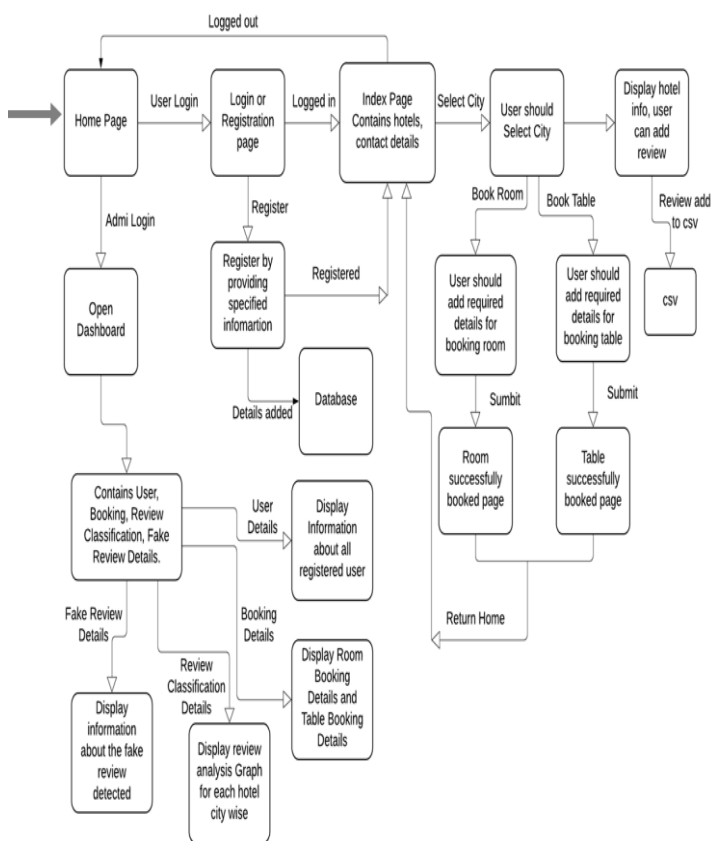 Logged out
Home Page
User Login
Login or
Registration
page
Logged in
Index Page
Contains hotels,
contact details
Select City
User should
Select City
Display hotel
info, user
can add
review
Admi Login
Register
Book Room
Book Table
Review add
to csv
Open
Dashboard
Register by
providing
specified
infomartion
Registered
User should
add required
details for
booking room
User should
add required
details for
booking table
csv
Details added
Database
Sumbit
Submit
Room
successfully
booked page
Table
successfully
booked page
Contains User,
Booking, Review
Classification, Fake
Review Details.
User
Details
Display
Information
about all
registered user
Return Home
Fake Review
Details
Review
Classification
Details
Booking
Details
Display Room
Booking
Details and
Table Booking
Details
Display
information
about the fake
review
detected
Display review
analysis Graph
for each hotel
city wise